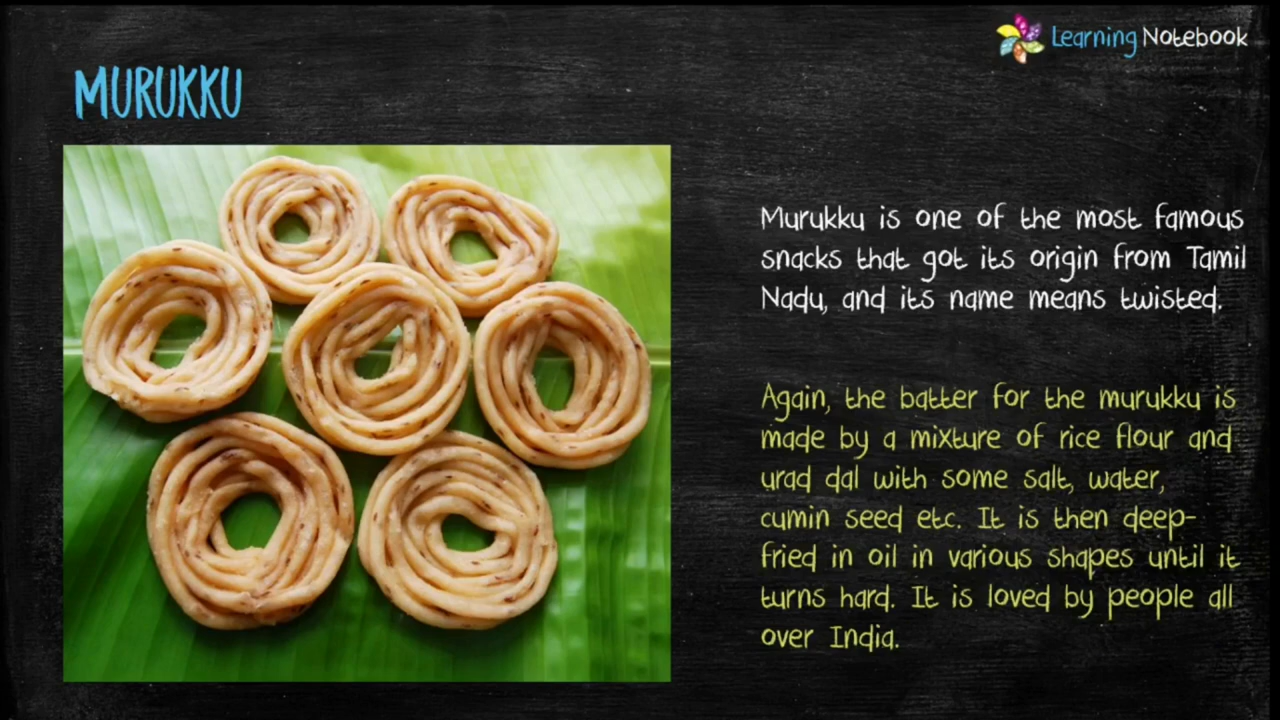 Learning Notebook
MURUKKU
Murukku is one of the most famous
snacks that got its origin from Tamil
Nadu, and its name means twisted.
Again, the batter for the murukku is
made by a mixture of rice flour and
urad dal with some salt, water,
cumin seed etc. It is then deep-
fried in oil in various shapes until it
turns hard. It is loved by people all
over India.